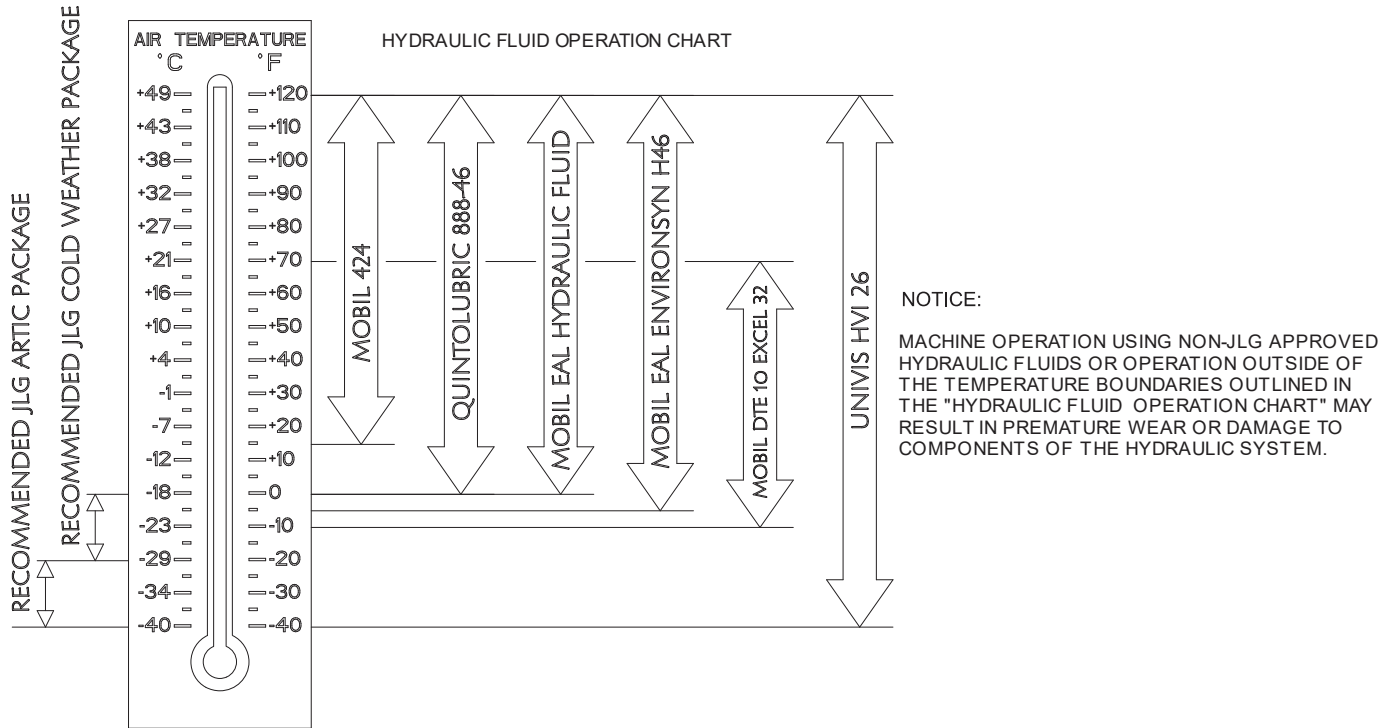 HYDRAULIC FLUID OPERATION CHART
AIR TEMPERATURE
°C °F
+49 +120
+43 +110
+38 +100
+32 +90
+27 +80
+21 +70
+16 +60
+10 +50
+4 +40
-1 +30
-7 +20
-12 +10
-18 0
-23 -10
-29 -20
-34 -30
-40 -40
RECOMMENDED JLG ARTIC PACKAGE
RECOMMENDED JLG COLD WEATHER PACKAGE
MOBIL 424
QUINTOLUBRIC 888-46
MOBIL EAL HYDRAULIC FLUID
MOBIL EAL ENVIRONSYN H46
MOBIL DTE 10 EXCEL 32
UNIVIS HVI 26
NOTICE:
MACHINE OPERATION USING NON-JLG APPROVED
HYDRAULIC FLUIDS OR OPERATION OUTSIDE OF
THE TEMPERATURE BOUNDARIES OUTLINED IN
THE "HYDRAULIC FLUID OPERATION CHART" MAY
RESULT IN PREMATURE WEAR OR DAMAGE TO
COMPONENTS OF THE HYDRAULIC SYSTEM.